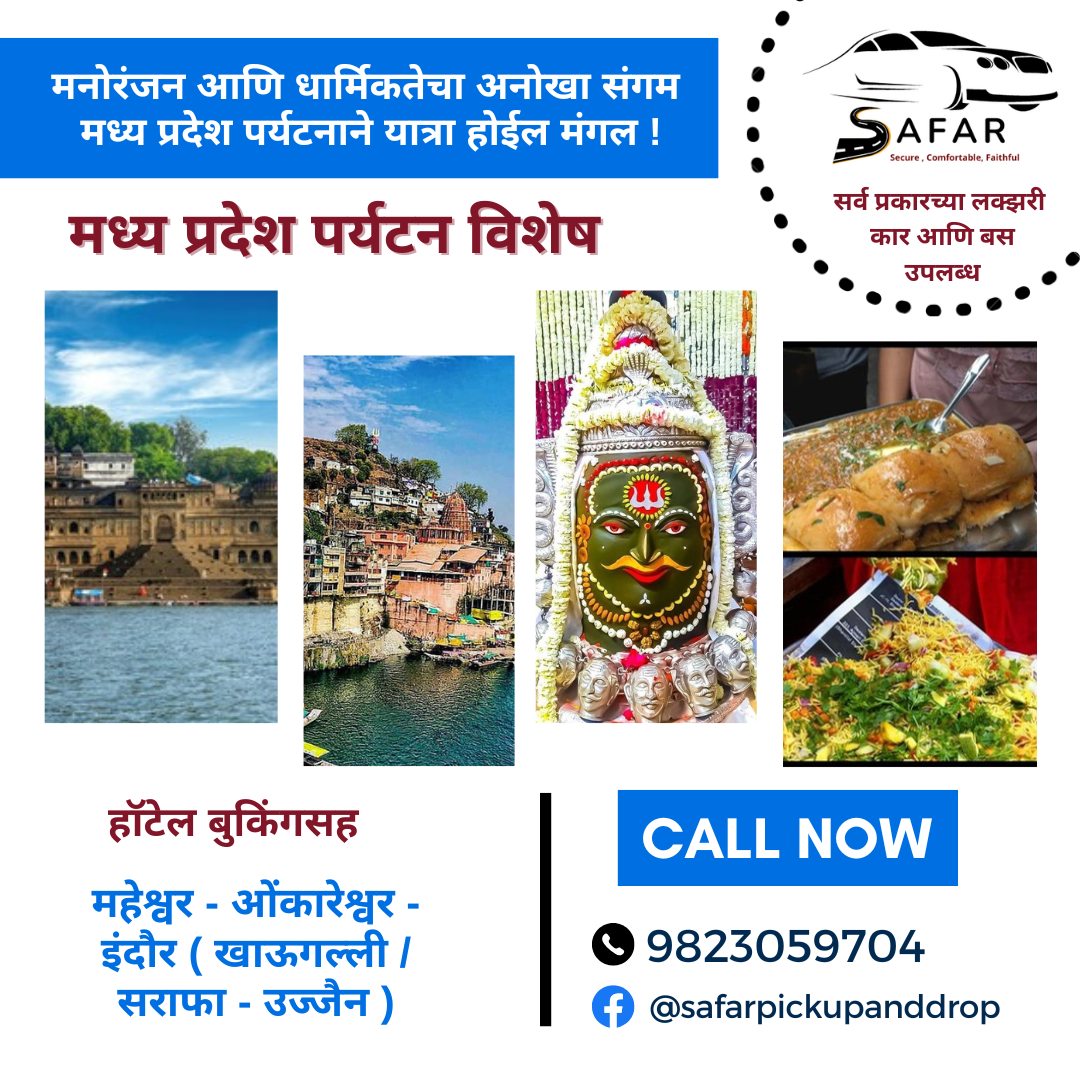 मनोरंजन आणि धार्मिकतेचा अनोखा संगम
मध्य प्रदेश पर्यटनाने यात्रा होईल मंगल !
SAFAR
Secure , Comfortable, Faithful
सर्व प्रकारच्या लक्झरी
कार आणि बस
उपलब्ध
मध्य प्रदेश पर्यटन विशेष
हॉटेल बुकिंगसह
महेश्वर - ओंकारेश्वर -
इंदौर ( खाऊगल्ली /
सराफा - उज्जैन )
CALL NOW
9823059704
@safarpickupanddrop